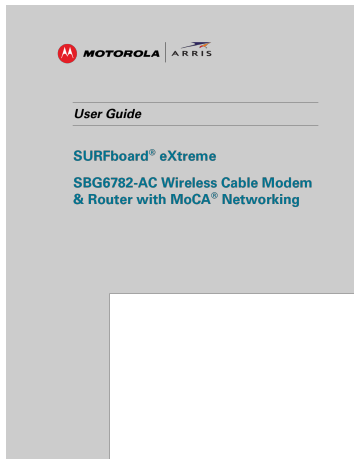 MOTOROLA ARRIS
User Guide
SURFboard® eXtreme
SBG6782-AC Wireless Cable Modem
& Router with MoCA® Networking